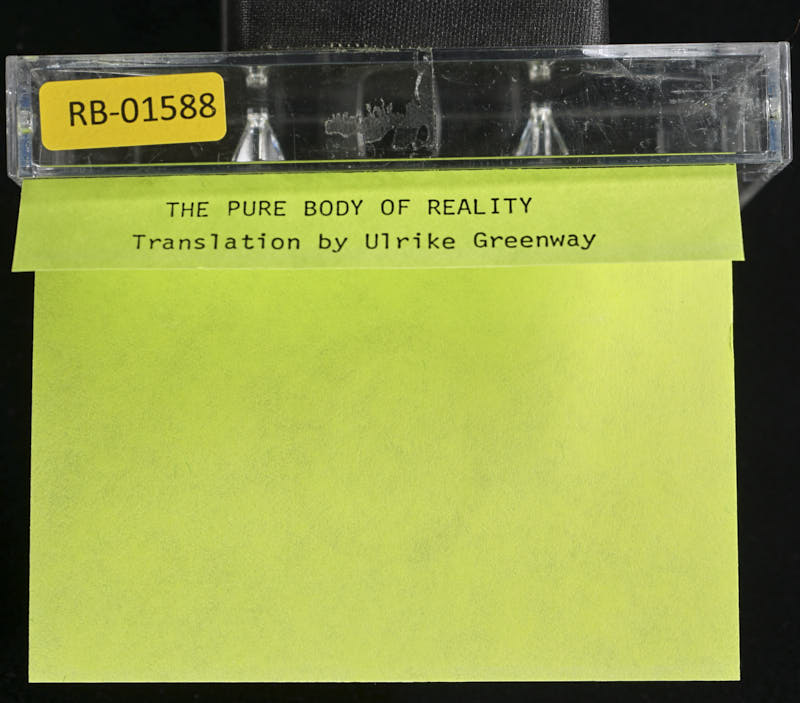 RB-01588
THE PURE BODY OF REALITY
Translation by Ulrike Greenway